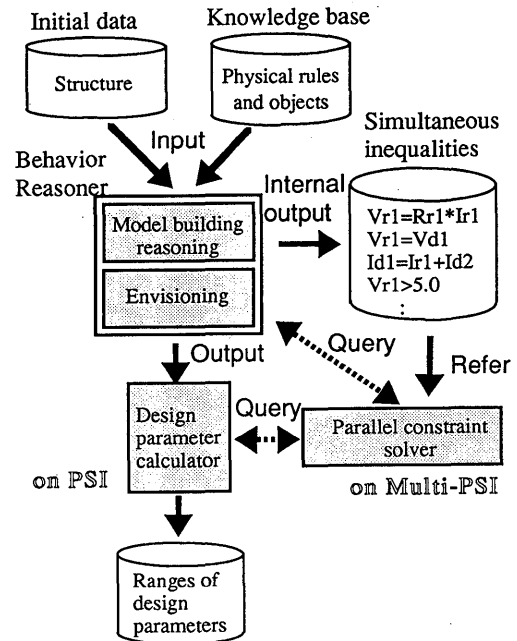 Initial data
Knowledge base
Structure
Physical rules
and objects
Input
Simultaneous
inequalities
Behavior
Reasoner
Internal
output
Model building
reasoning
Envisioning
Vr1=Rr1*Ir1
Vr1=Vd1
Id1=Ir1+Id2
Vr1>5.0
:
Output
Query
Refer
Design
parameter
calculator
Query
Parallel constraint
solver
on PSI
on Multi-PSI
Ranges of
design
parameters